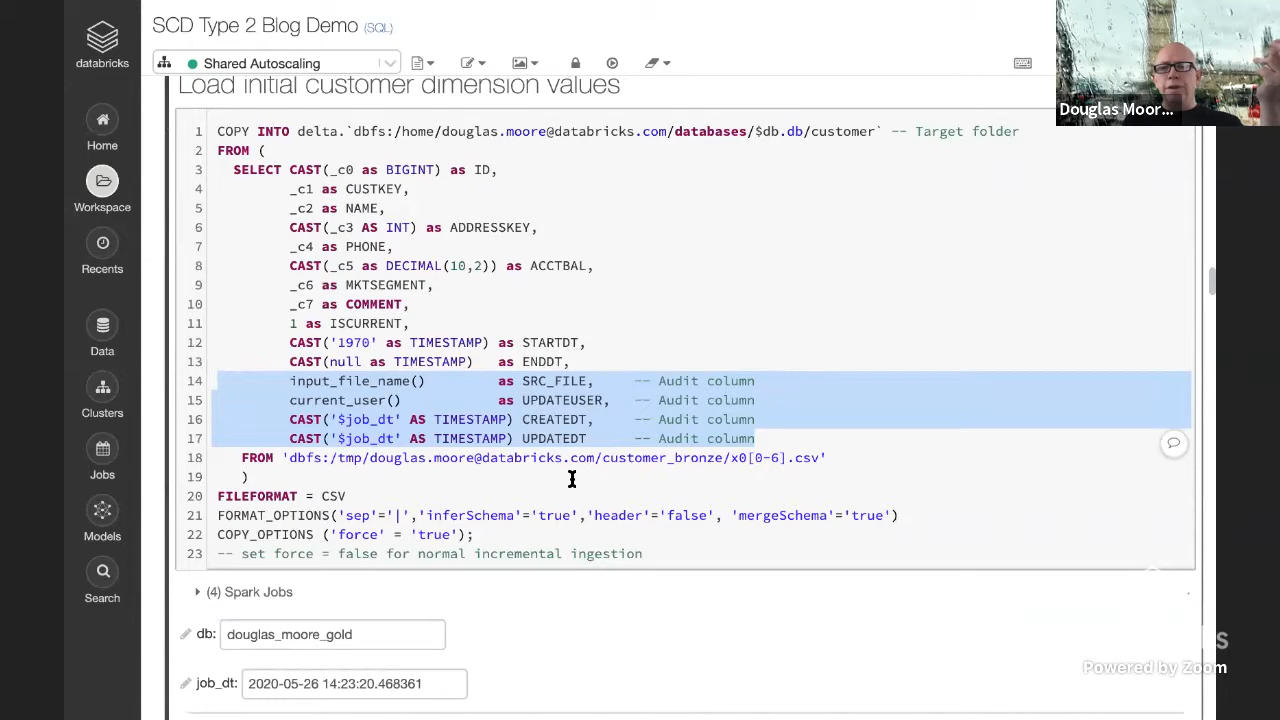 SCD Type 2 Blog Demo (SQL)
databricks
Shared Autoscaling
Douglas Moor...
Load initial customer dimension values
Home
Workspace
Recents
Data
Clusters
Jobs
Models
Search
1 COPY INTO delta.`dbfs:/home/douglas.moore@databricks.com/databases/$db.db/customer` -- Target folder
2 FROM (
3 SELECT CAST(_c0 as BIGINT) as ID,
4 _c1 as CUSTKEY,
5 _c2 as NAME,
6 CAST(_c3 AS INT) as ADDRESSKEY,
7 _c4 as PHONE,
8 CAST(_c5 as DECIMAL(10,2)) as ACCTBAL,
9 _c6 as MKTSEGMENT,
10 _c7 as COMMENT,
11 1 as ISCURRENT,
12 CAST('1970' as TIMESTAMP) as STARTDT,
13 CAST(null as TIMESTAMP) as ENDDT,
14 input_file_name() as SRC_FILE, -- Audit column
15 current_user() as UPDATEUSER, -- Audit column
16 CAST('$job_dt' AS TIMESTAMP) CREATEDT, -- Audit column
17 CAST('$job_dt' AS TIMESTAMP) UPDATEDT -- Audit column
18 FROM 'dbfs:/tmp/douglas.moore@databricks.com/customer_bronze/x0[0-6].csv'
19 )
20 FILEFORMAT = CSV
21 FORMAT_OPTIONS('sep'='|','inferSchema'='true','header'='false', 'mergeSchema'='true')
22 COPY_OPTIONS ('force' = 'true');
23 -- set force = false for normal incremental ingestion
(4) Spark Jobs
db: douglas_moore_gold
Powered by Zoom
job_dt: 2020-05-26 14:23:20.468361